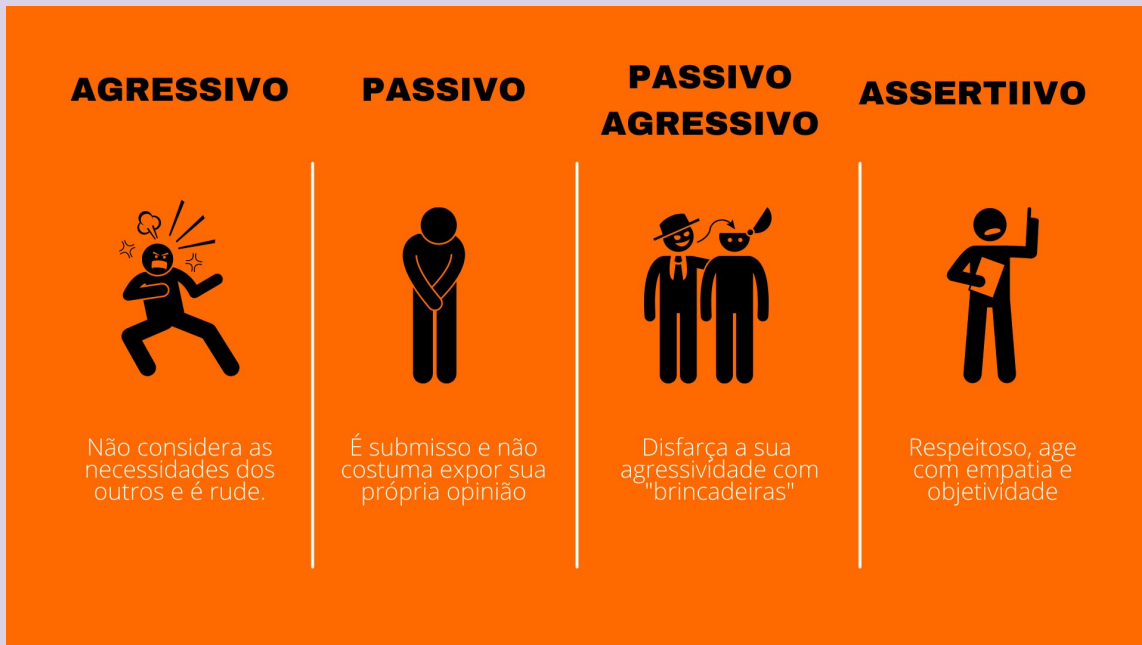 AGRESSIVO
Não considera as
necessidades dos
outros e é rude.
PASSIVO
É submisso e não
costuma expor sua
própria opinião
PASSIVO
AGRESSIVO
Disfarça a sua
agressividade com
"brincadeiras"
ASSERTIIVO
Respeitoso, age
com empatia e
objetividade